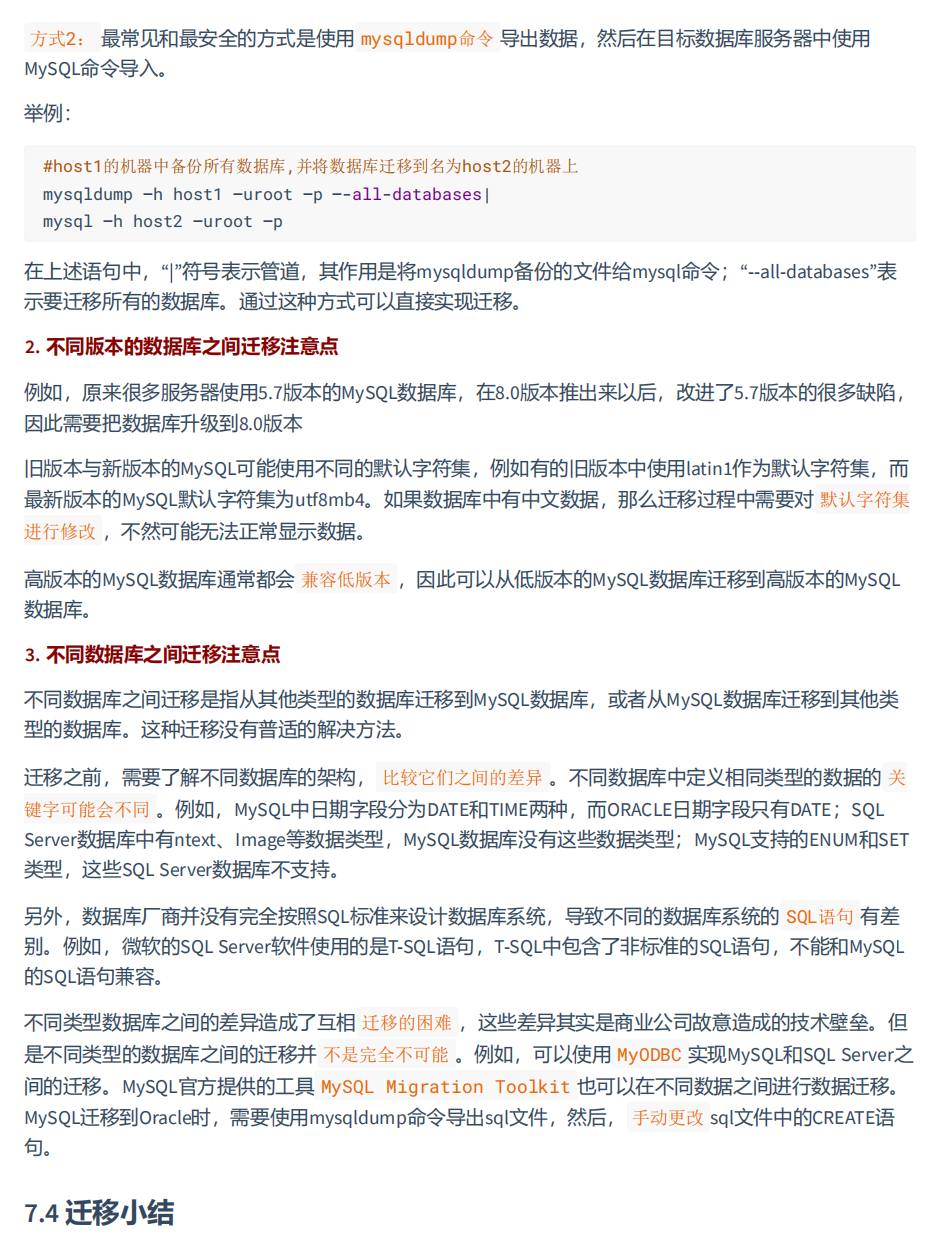 方式2： 最常见和最安全的方式是使用 mysqldump命令 导出数据，然后在目标数据库服务器中使用
MySQL命令导入。
举例：
#host1的机器中备份所有数据库,并将数据库迁移到名为host2的机器上
mysqldump –h host1 –uroot –p –-all-databases|
mysql –h host2 –uroot –p
在上述语句中，“|”符号表示管道，其作用是将mysqldump备份的文件给mysql命令；“--all-databases”表
示要迁移所有的数据库。通过这种方式可以直接实现迁移。
2. 不同版本的数据库之间迁移注意点
例如，原来很多服务器使用5.7版本的MySQL数据库，在8.0版本推出来以后，改进了5.7版本的很多缺陷，
因此需要把数据库升级到8.0版本
旧版本与新版本的MySQL可能使用不同的默认字符集，例如有的旧版本中使用latin1作为默认字符集，而
最新版本的MySQL默认字符集为utf8mb4。如果数据库中有中文数据，那么迁移过程中需要对 默认字符集
进行修改 ，不然可能无法正常显示数据。
高版本的MySQL数据库通常都会 兼容低版本 ，因此可以从低版本的MySQL数据库迁移到高版本的MySQL
数据库。
3. 不同数据库之间迁移注意点
不同数据库之间迁移是指从其他类型的数据库迁移到MySQL数据库，或者从MySQL数据库迁移到其他类
型的数据库。这种迁移没有普适的解决方法。
迁移之前，需要了解不同数据库的架构， 比较它们之间的差异 。不同数据库中定义相同类型的数据的 关
键字可能会不同 。例如，MySQL中日期字段分为DATE和TIME两种，而ORACLE日期字段只有DATE；SQL
Server数据库中有ntext、Image等数据类型，MySQL数据库没有这些数据类型；MySQL支持的ENUM和SET
类型，这些SQL Server数据库不支持。
另外，数据库厂商并没有完全按照SQL标准来设计数据库系统，导致不同的数据库系统的 SQL语句 有差
别。例如，微软的SQL Server软件使用的是T-SQL语句，T-SQL中包含了非标准的SQL语句，不能和MySQL
的SQL语句兼容。
不同类型数据库之间的差异造成了互相 迁移的困难 ，这些差异其实是商业公司故意造成的技术壁垒。但
是不同类型的数据库之间的迁移并 不是完全不可能 。例如，可以使用 MyODBC 实现MySQL和SQL Server之
间的迁移。MySQL官方提供的工具 MySQL Migration Toolkit 也可以在不同数据之间进行数据迁移。
MySQL迁移到Oracle时，需要使用mysqldump命令导出sql文件，然后， 手动更改 sql文件中的CREATE语
句。
7.4 迁移小结